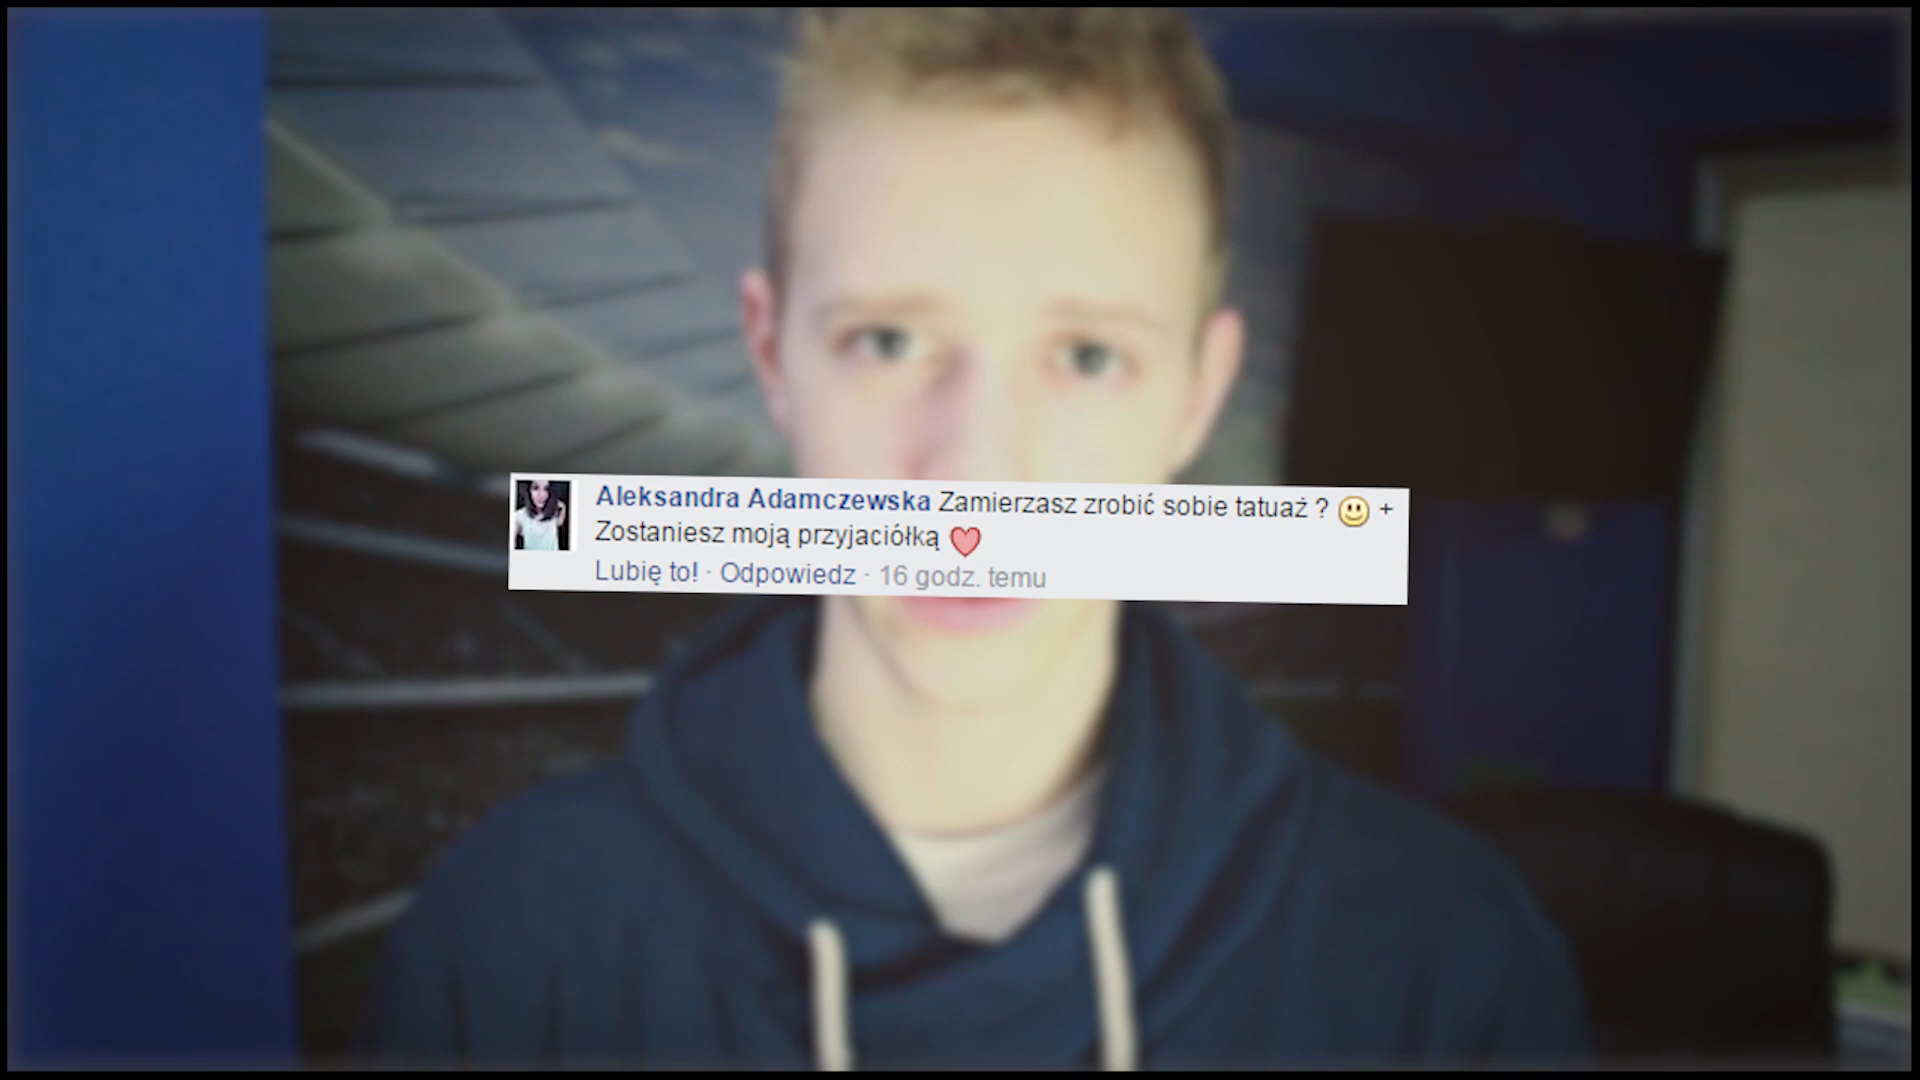 Aleksandra Adamczewska Zamierzasz zrobić sobie tatuaż ? 🙂 +
Zostaniesz moją przyjaciółką ❤
Lubię to! · Odpowiedz · 16 godz. temu